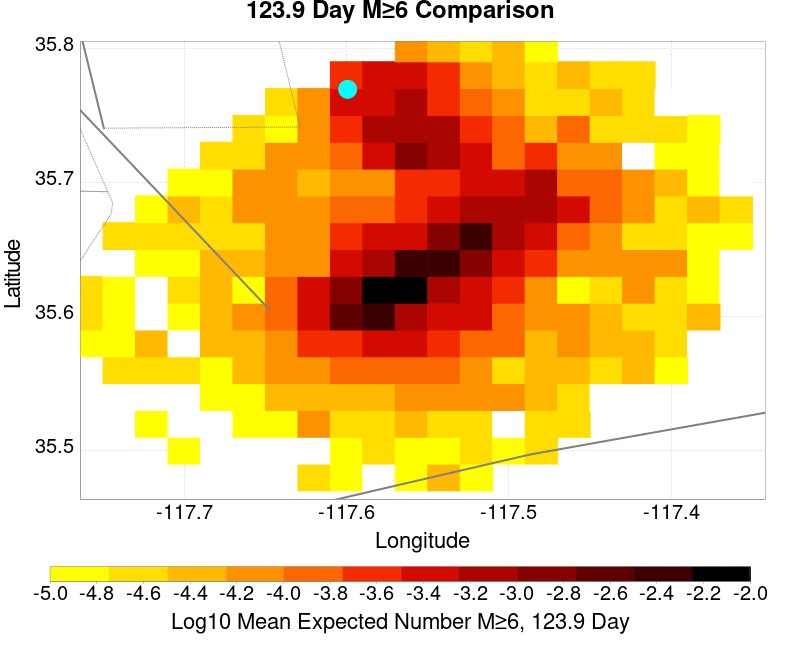 123.9 Day M≥6 Comparison
35.8
35.7
35.6
35.5
Latitude
-117.7 -117.6 -117.5 -117.4
Longitude
-5.0 -4.8 -4.6 -4.4 -4.2 -4.0 -3.8 -3.6 -3.4 -3.2 -3.0 -2.8 -2.6 -2.4 -2.2 -2.0
Log10 Mean Expected Number M≥6, 123.9 Day